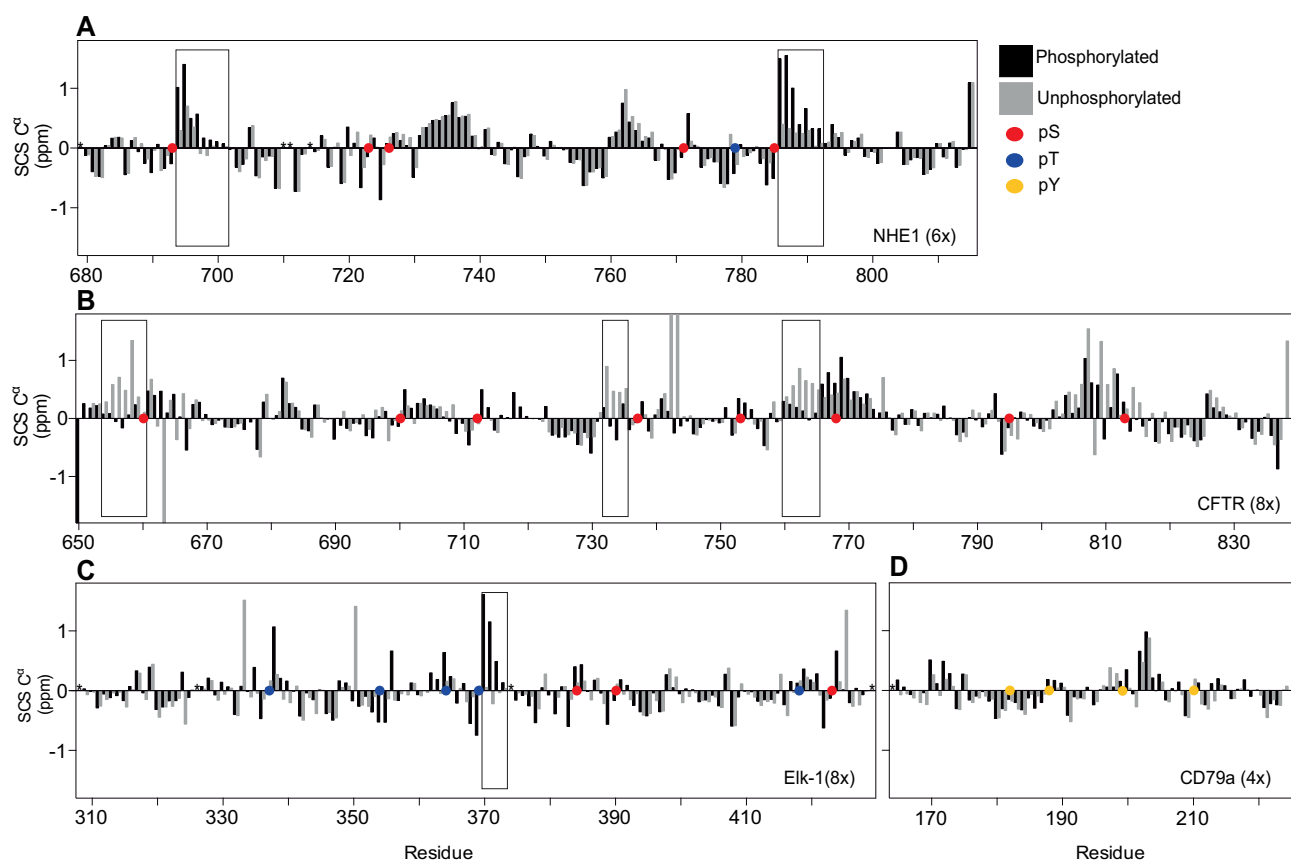 A
Phosphorylated
Unphosphorylated
pS
pT
pY
SCS Cα
(ppm)
1
0
-1
* ** *
NHE1 (6x)
680 700 720 740 760 780 800
B
SCS Cα
(ppm)
1
0
-1
CFTR (8x)
650 670 690 710 730 750 770 790 810 830
C D
SCS Cα
(ppm)
1
0
-1
* * * * *
Elk-1(8x) CD79a (4x)
310 330 350 370 390 410 170 190 210
Residue Residue